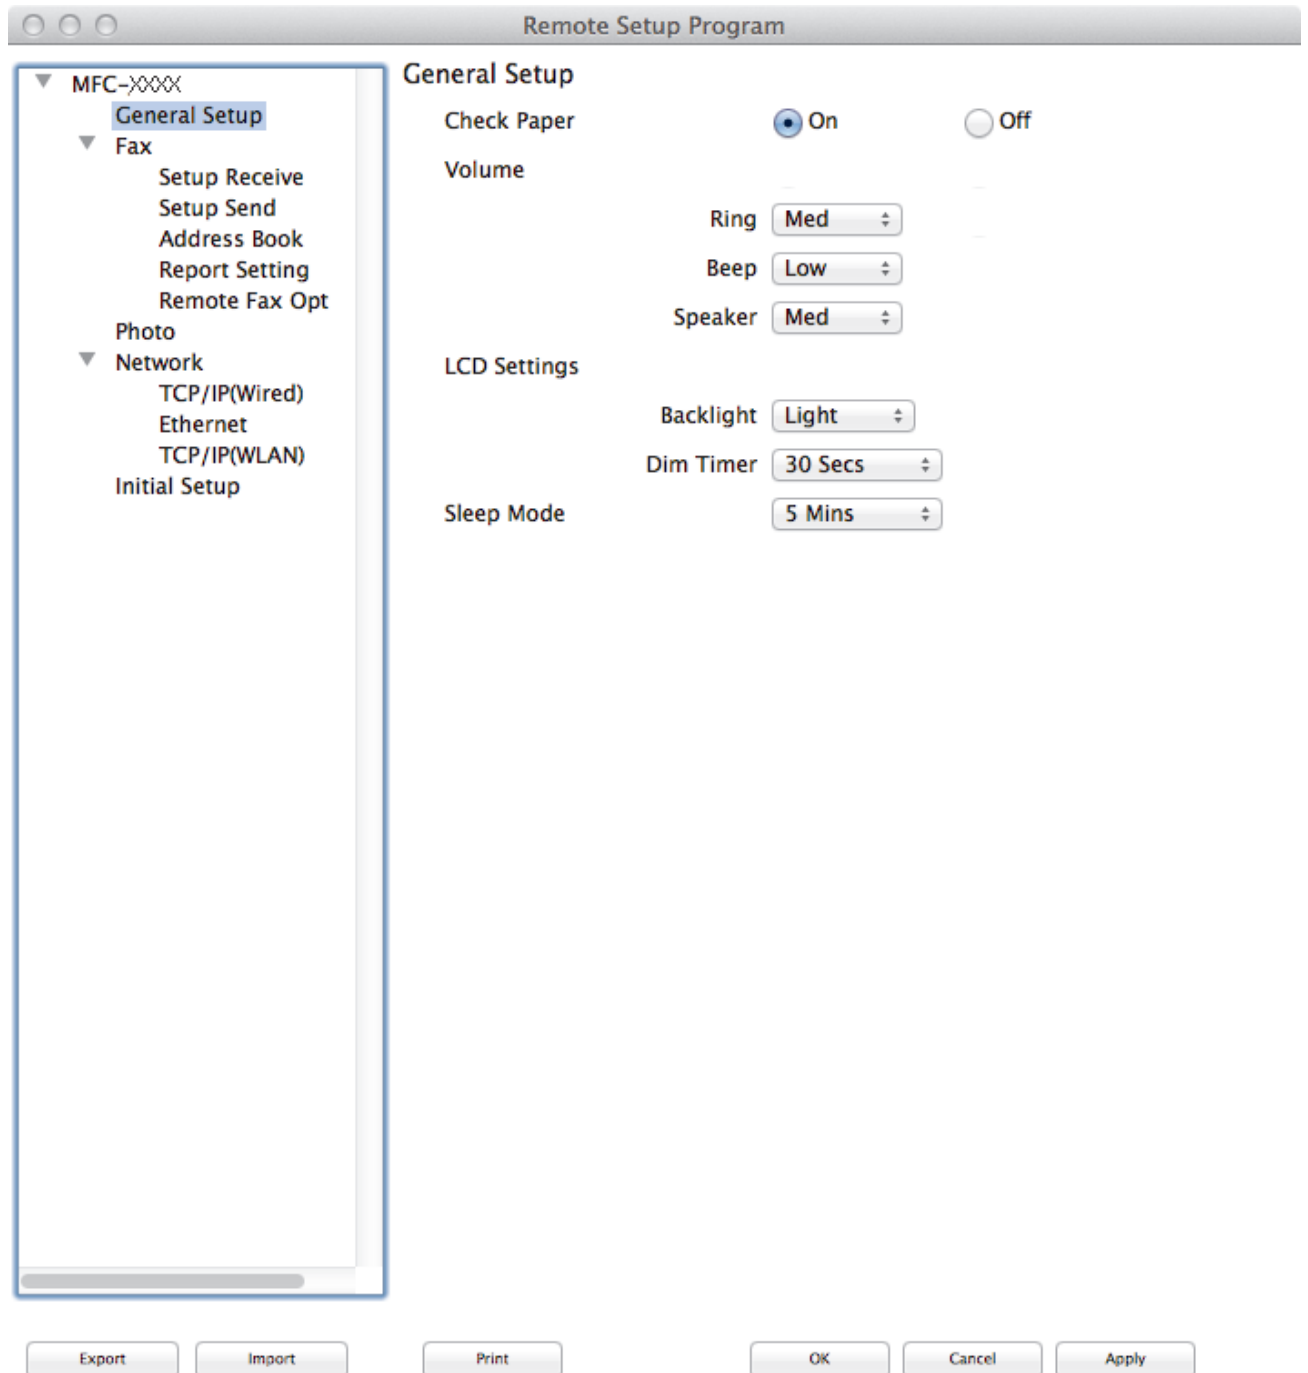 Remote Setup Program
MFC-XXXX
General Setup
Fax
Setup Receive
Setup Send
Address Book
Report Setting
Remote Fax Opt
Photo
Network
TCP/IP(Wired)
Ethernet
TCP/IP(WLAN)
Initial Setup
General Setup
Check Paper On Off
Volume
Ring Med
Beep Low
Speaker Med
LCD Settings
Backlight Light
Dim Timer 30 Secs
Sleep Mode 5 Mins
Export Import Print OK Cancel Apply